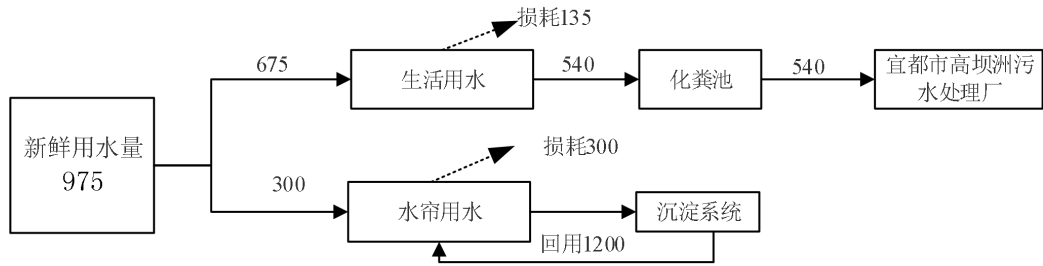 损耗135
675
生活用水
540
化粪池
540
宜都市高坝洲污
水处理厂
新鲜用水量
975
损耗300
300
水帘用水
沉淀系统
回用1200